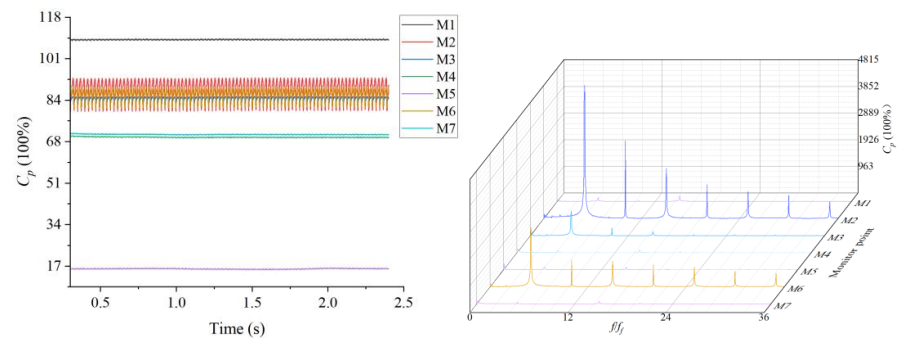 118
101
84
68
51
34
17
0.5
1.0
1.5
2.0
2.5
Cp (100%)
Time (s)
M1
M2
M3
M4
M5
M6
M7
4815
3852
2889
1926
963
Cp (100%)
M1
M2
M3
M4
M5
M6
M7
Monitor point
0
12
24
36
f/ff